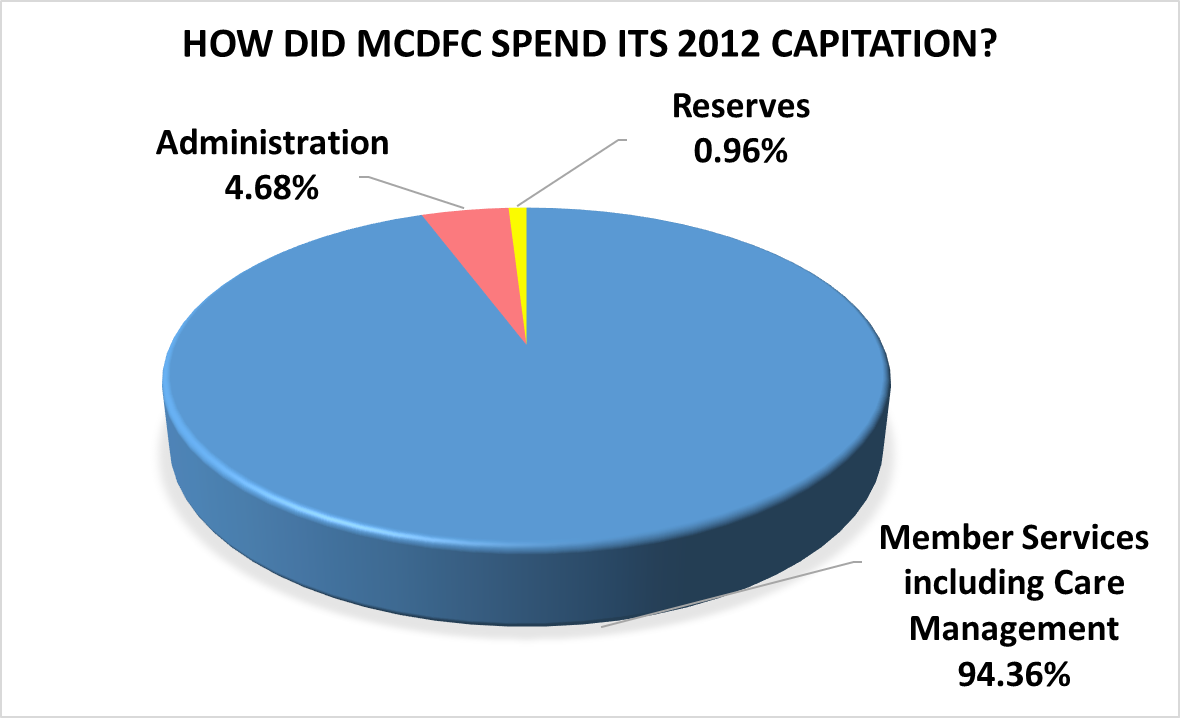 HOW DID MCDFC SPEND ITS 2012 CAPITATION?
Reserves
0.96%
Administration
4.68%
Member Services
including Care
Management
94.36%